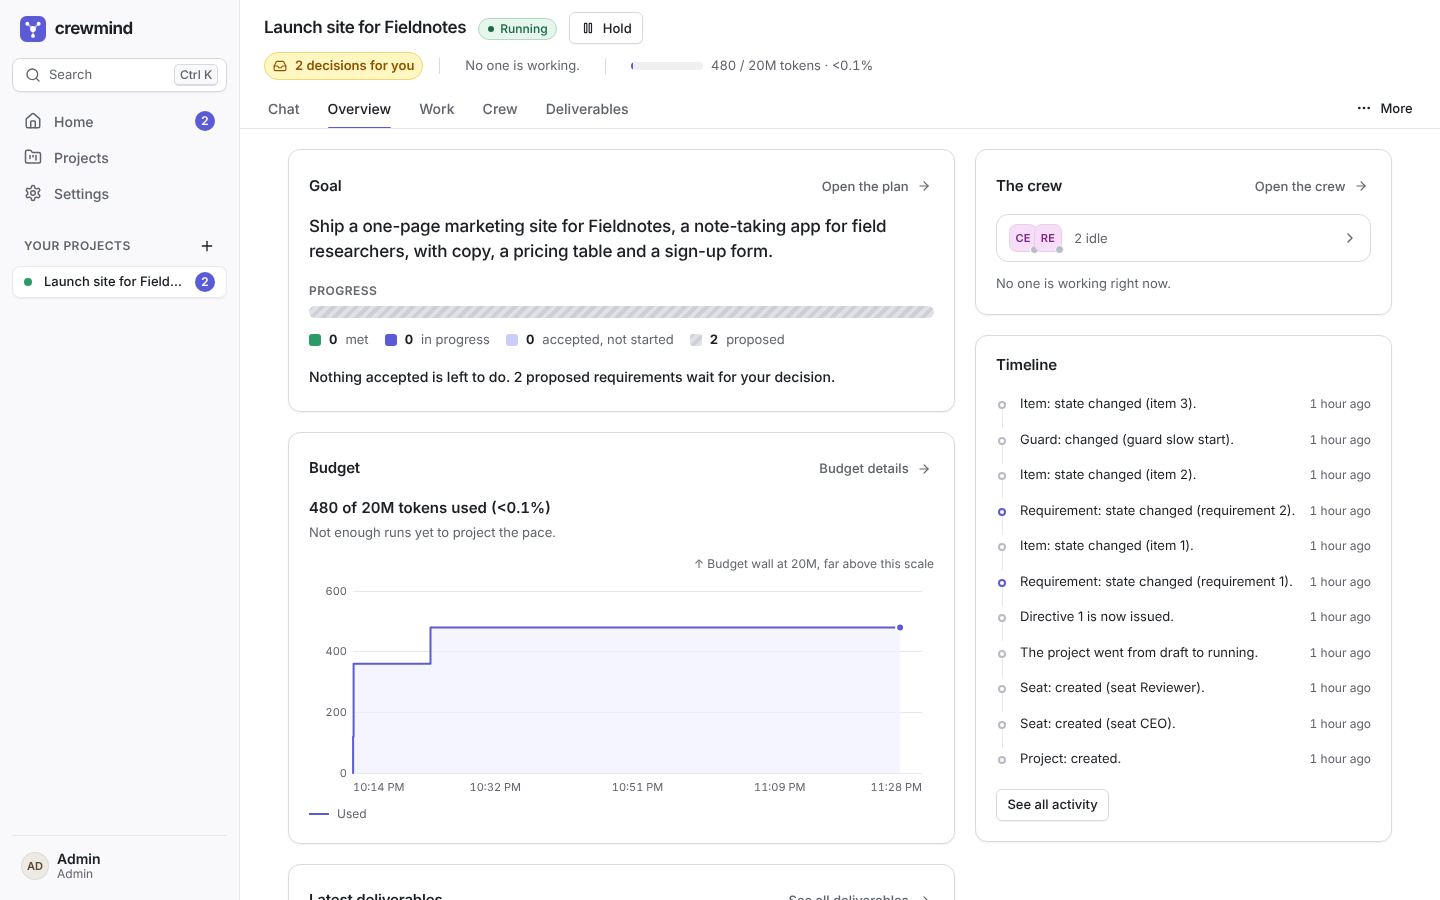 crewmind
Search
Ctrl K
Home
2
Projects
Settings
YOUR PROJECTS
Launch site for Field...
2
AD
Admin
Admin
Launch site for Fieldnotes
Running
Hold
2 decisions for you
No one is working.
480 / 20M tokens · <0.1%
Chat
Overview
Work
Crew
Deliverables
More
Goal
Open the plan
Ship a one-page marketing site for Fieldnotes, a note-taking app for field
researchers, with copy, a pricing table and a sign-up form.
PROGRESS
0 met
0 in progress
0 accepted, not started
2 proposed
Nothing accepted is left to do. 2 proposed requirements wait for your decision.
Budget
Budget details
480 of 20M tokens used (<0.1%)
Not enough runs yet to project the pace.
↑ Budget wall at 20M, far above this scale
600
400
200
0
10:14 PM
10:32 PM
10:51 PM
11:09 PM
11:28 PM
Used
Latest deliverables
See all deliverables
The crew
Open the crew
CE
RE
2 idle
No one is working right now.
Timeline
Item: state changed (item 3). 1 hour ago
Guard: changed (guard slow start). 1 hour ago
Item: state changed (item 2). 1 hour ago
Requirement: state changed (requirement 2). 1 hour ago
Item: state changed (item 1). 1 hour ago
Requirement: state changed (requirement 1). 1 hour ago
Directive 1 is now issued. 1 hour ago
The project went from draft to running. 1 hour ago
Seat: created (seat Reviewer). 1 hour ago
Seat: created (seat CEO). 1 hour ago
Project: created. 1 hour ago
See all activity